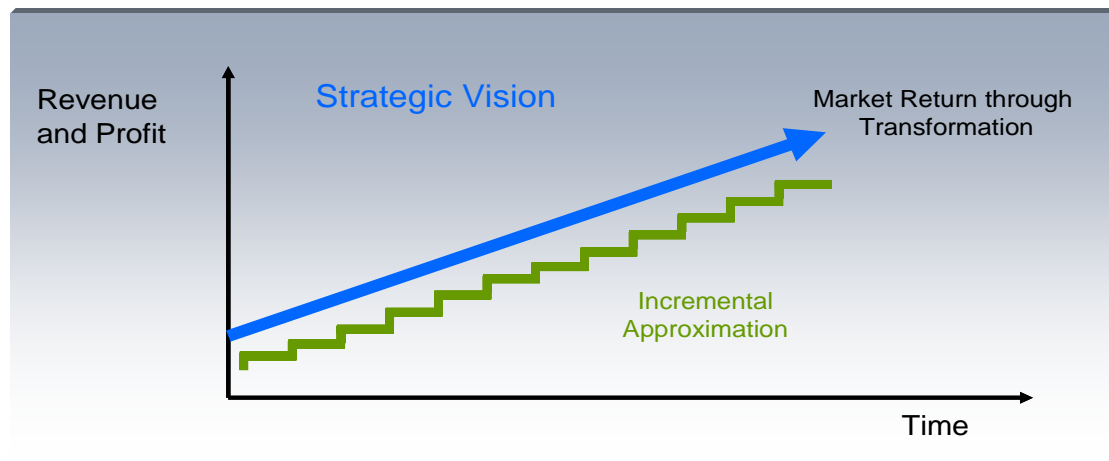 Revenue
and Profit
Strategic Vision
Market Return through
Transformation
Incremental
Approximation
Time